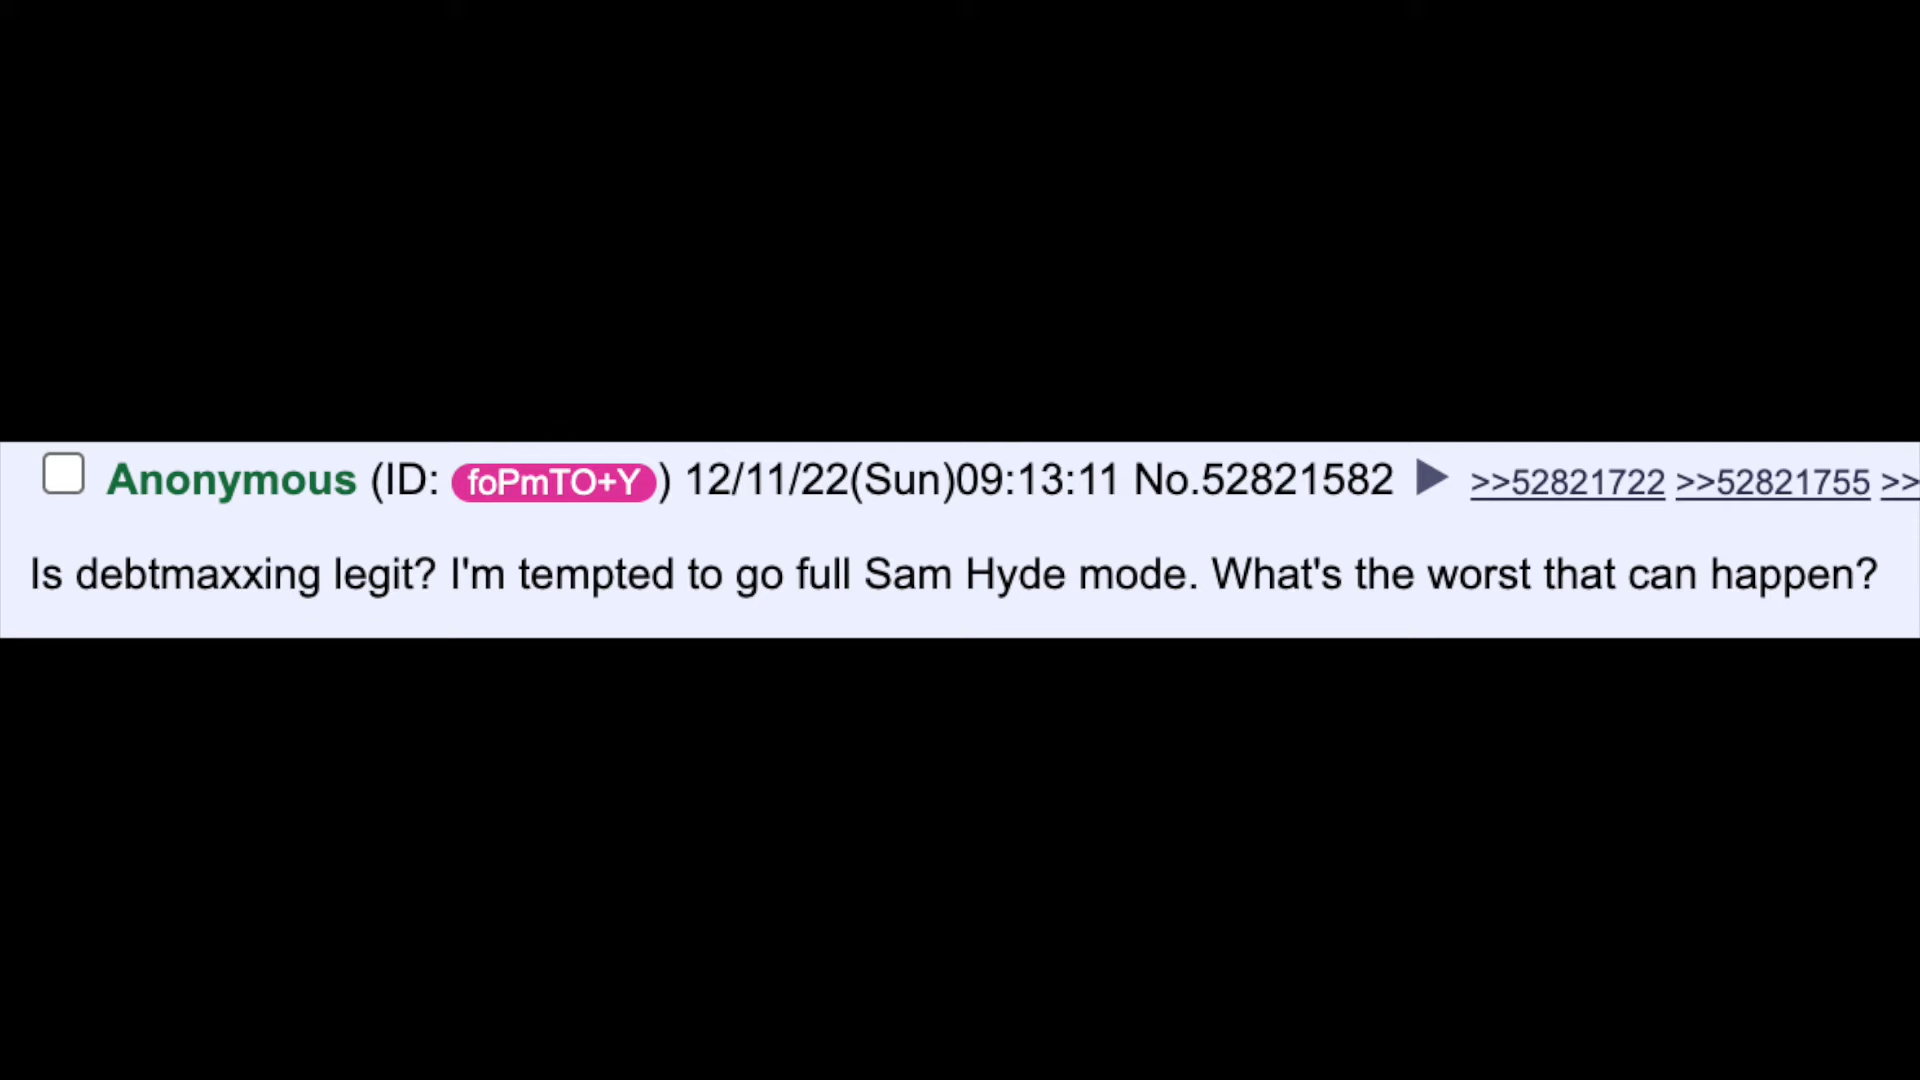 Anonymous (ID: foPmTO+Y) 12/11/22(Sun)09:13:11 No.52821582 ▶ >>52821722 >>52821755 >>
Is debtmaxxing legit? I'm tempted to go full Sam Hyde mode. What's the worst that can happen?